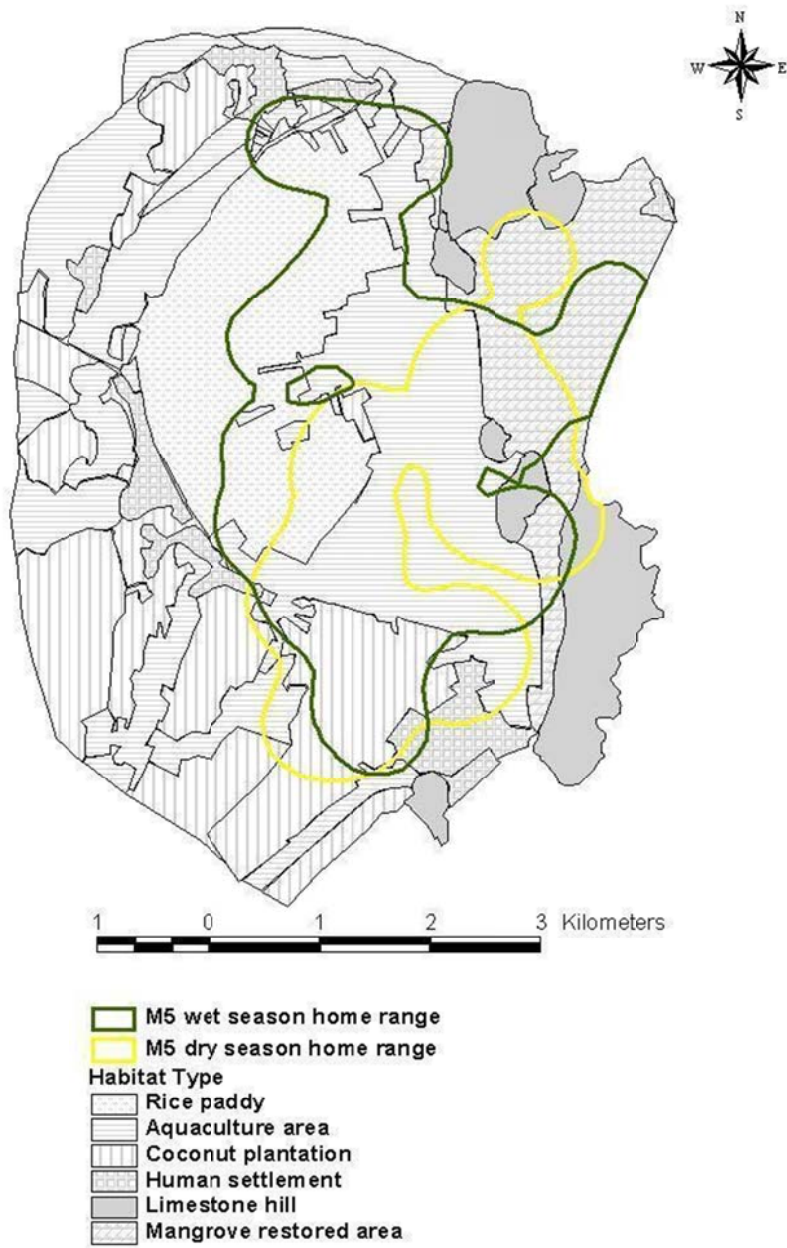 N
W E
S
1 0 1 2 3 Kilometers
M5 wet season home range
M5 dry season home range
Habitat Type
Rice paddy
Aquaculture area
Coconut plantation
Human settlement
Limestone hill
Mangrove restored area